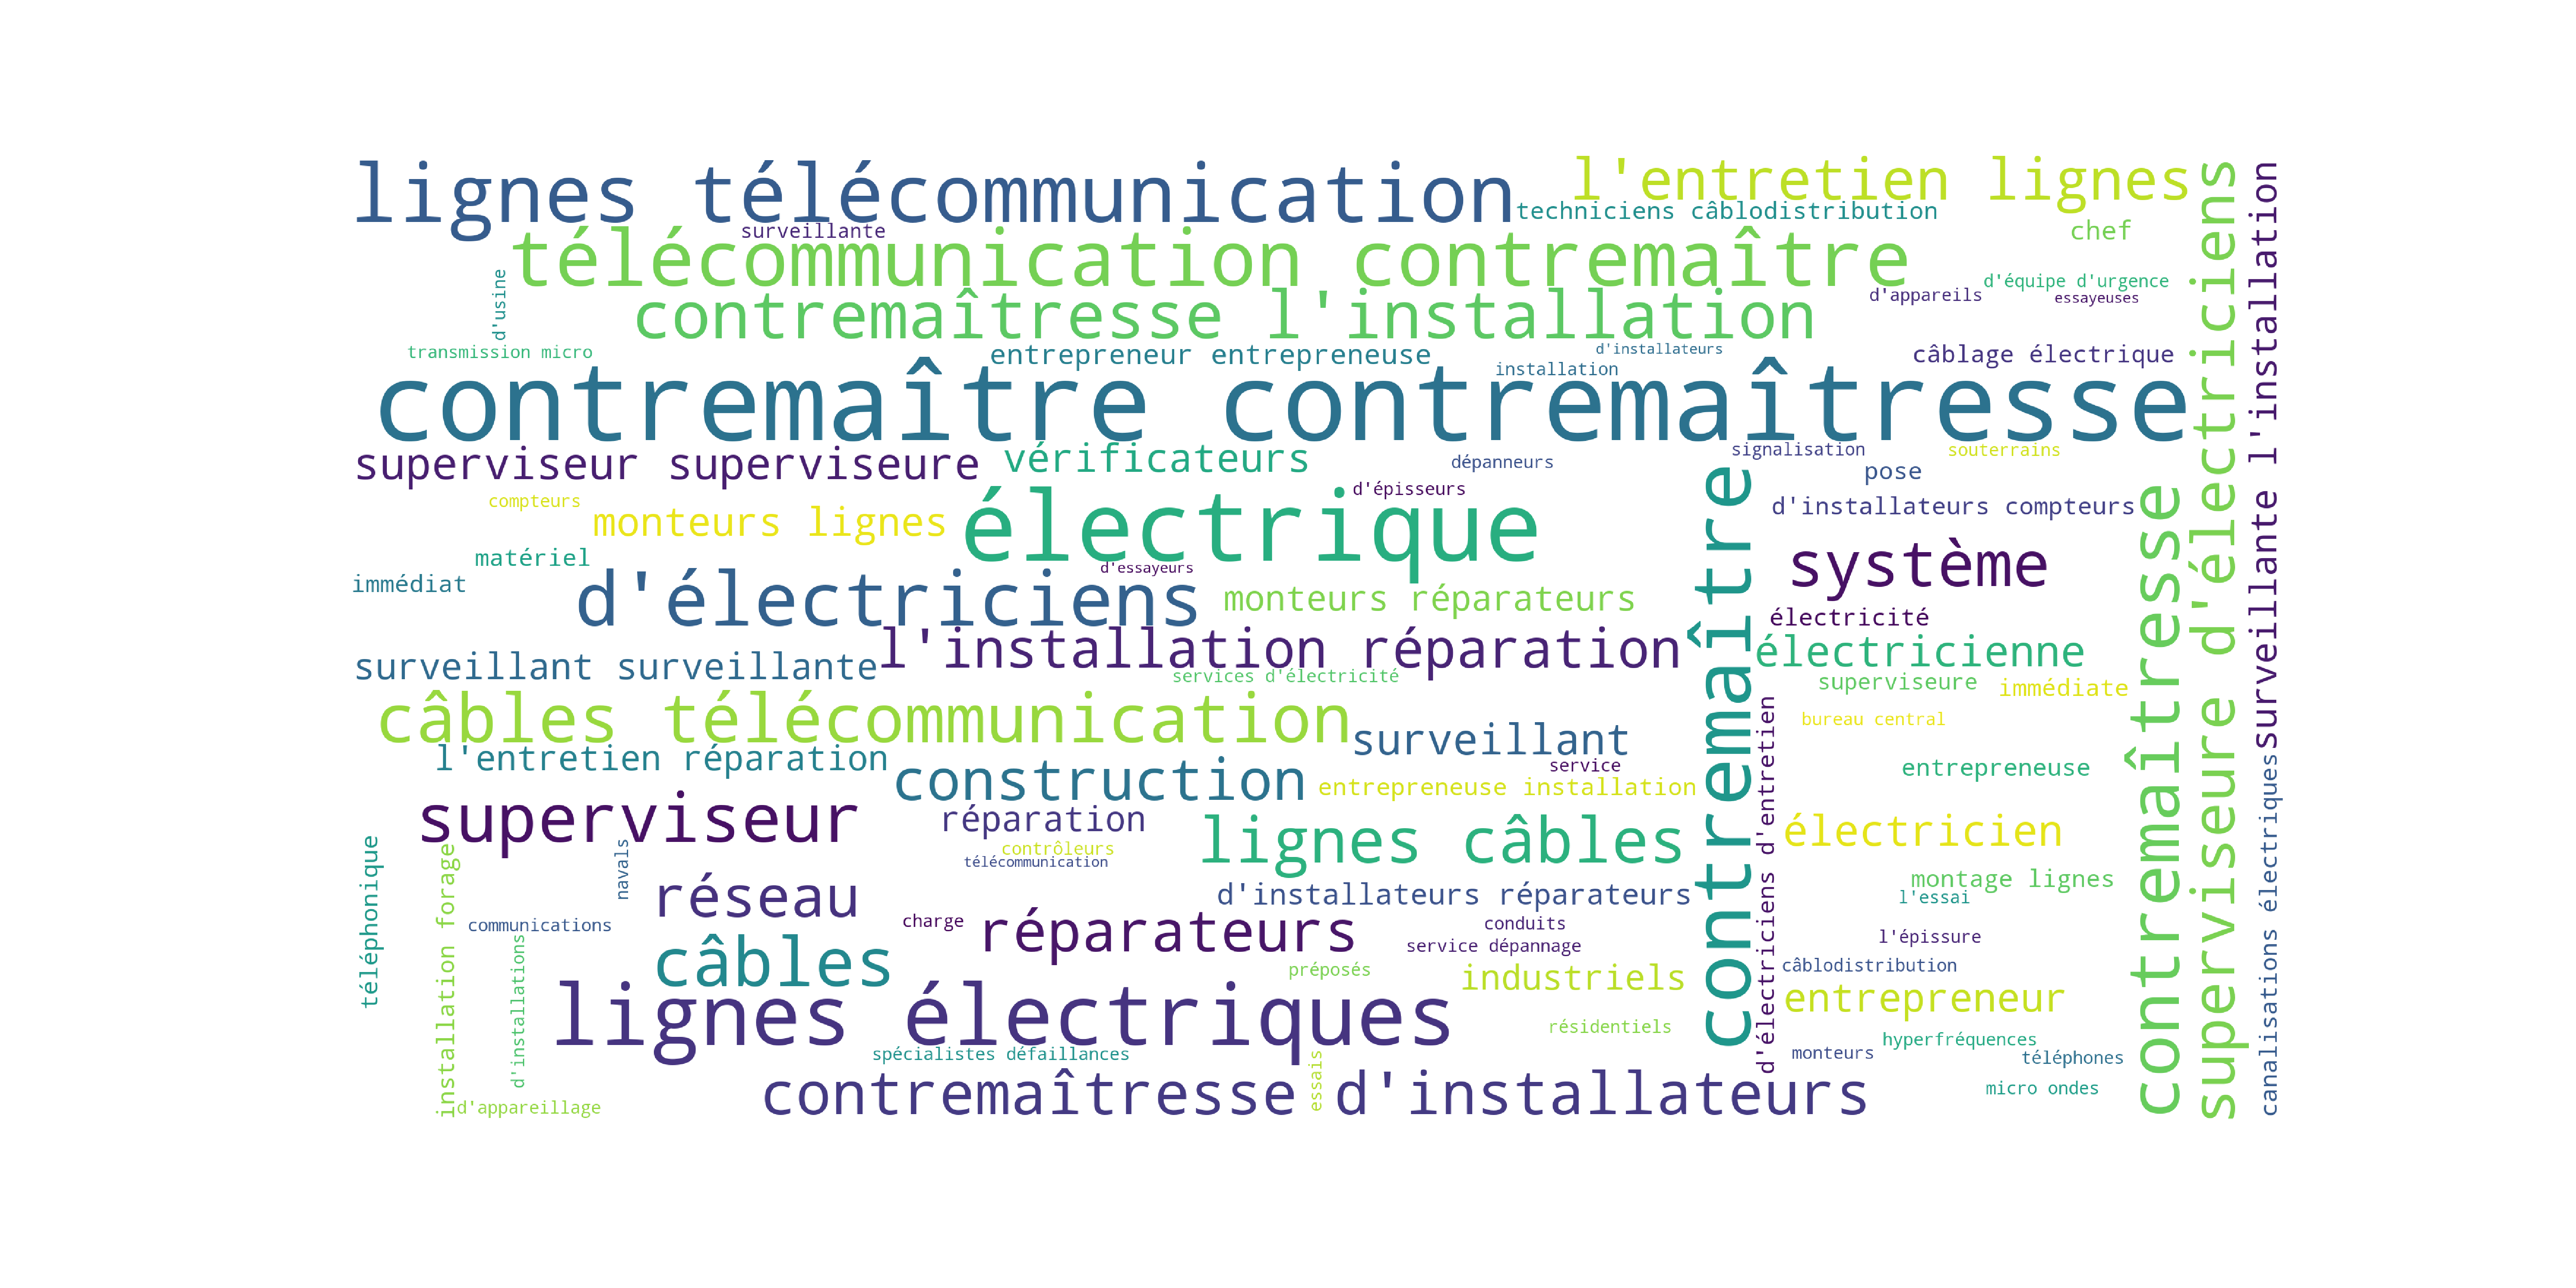 lignes télécommunication
l'entretien lignes
techniciens câblodistribution
surveillante
chef
télécommunication contremaître
d'usine
d'équipe d'urgence
d'appareils
essayeuses
contremaîtresse l'installation
transmission micro
entrepreneur entrepreneuse
d'installateurs
installation
câblage électrique
contremaître contremaîtresse
superviseur superviseure
vérificateurs
dépanneurs
signalisation
souterrains
pose
compteurs
d'épisseurs
d'installateurs compteurs
monteurs lignes
électrique
matériel
d'essayeurs
système
immédiat
d'électriciens
monteurs réparateurs
électricité
l'installation réparation
électricienne
surveillant surveillante
services d'électricité
superviseure
immédiate
câbles télécommunication
bureau central
surveillant
l'entretien réparation
service
entrepreneuse
construction
entrepreneuse installation
superviseur
réparation
lignes câbles
électricien
contrôleurs
télécommunication
navals
téléphonique
installation forage
réseau
d'installateurs réparateurs
montage lignes
l'essai
communications
charge
réparateurs
conduits
service dépannage
l'épissure
d'installations
câbles
préposés
industriels
câblodistribution
entrepreneur
lignes électriques
résidentiels
hyperfréquences
spécialistes défaillances
monteurs
téléphones
essais
micro ondes
d'appareillage
contremaîtresse d'installateurs
contremaître
d'électriciens d'entretien
contremaîtresse
superviseure d'électriciens
surveillante l'installation
canalisations électriques